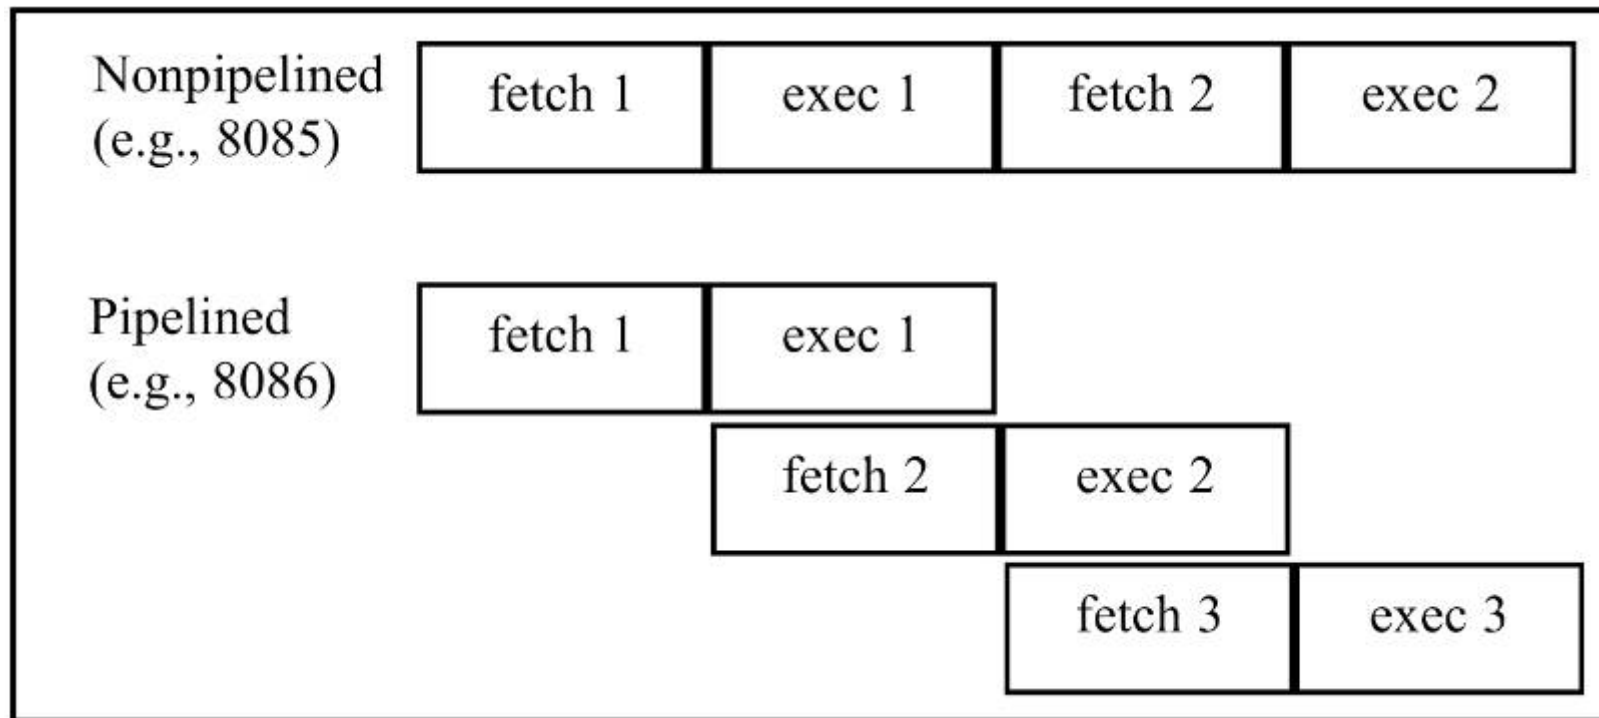 Nonpipelined
(e.g., 8085)
fetch 1
exec 1
fetch 2
exec 2
Pipelined
(e.g., 8086)
fetch 1
exec 1
fetch 2
exec 2
fetch 3
exec 3